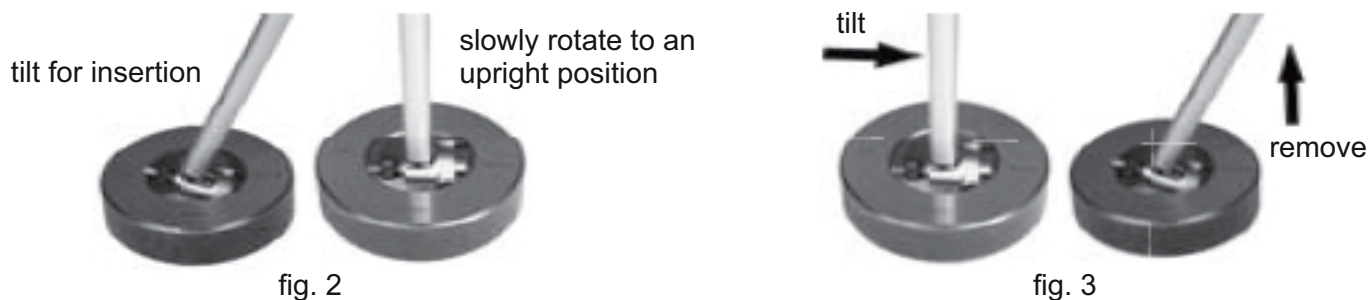 tilt for insertion
slowly rotate to an
upright position
fig. 2
tilt
remove
fig. 3